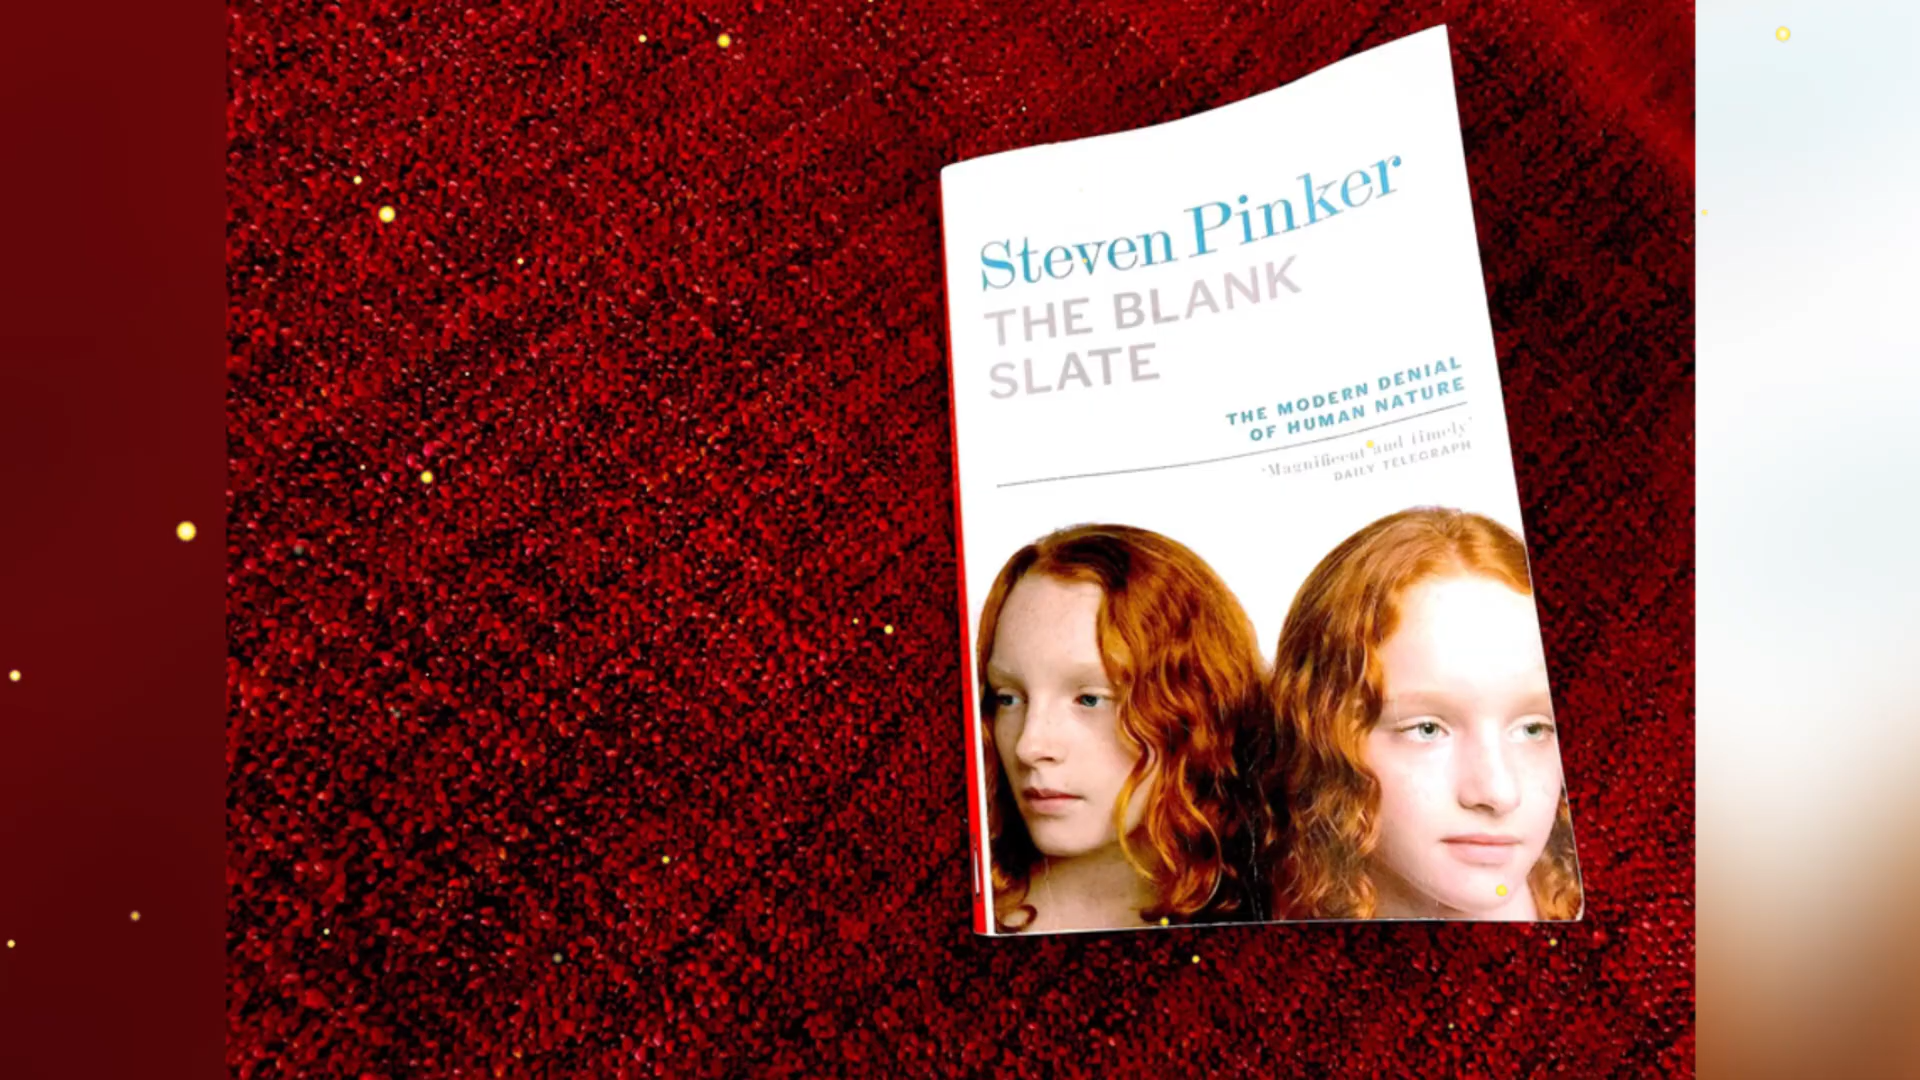 Steven Pinker
THE BLANK
SLATE
THE MODERN DENIAL
OF HUMAN NATURE
'Magnificent and timely'
DAILY TELEGRAPH